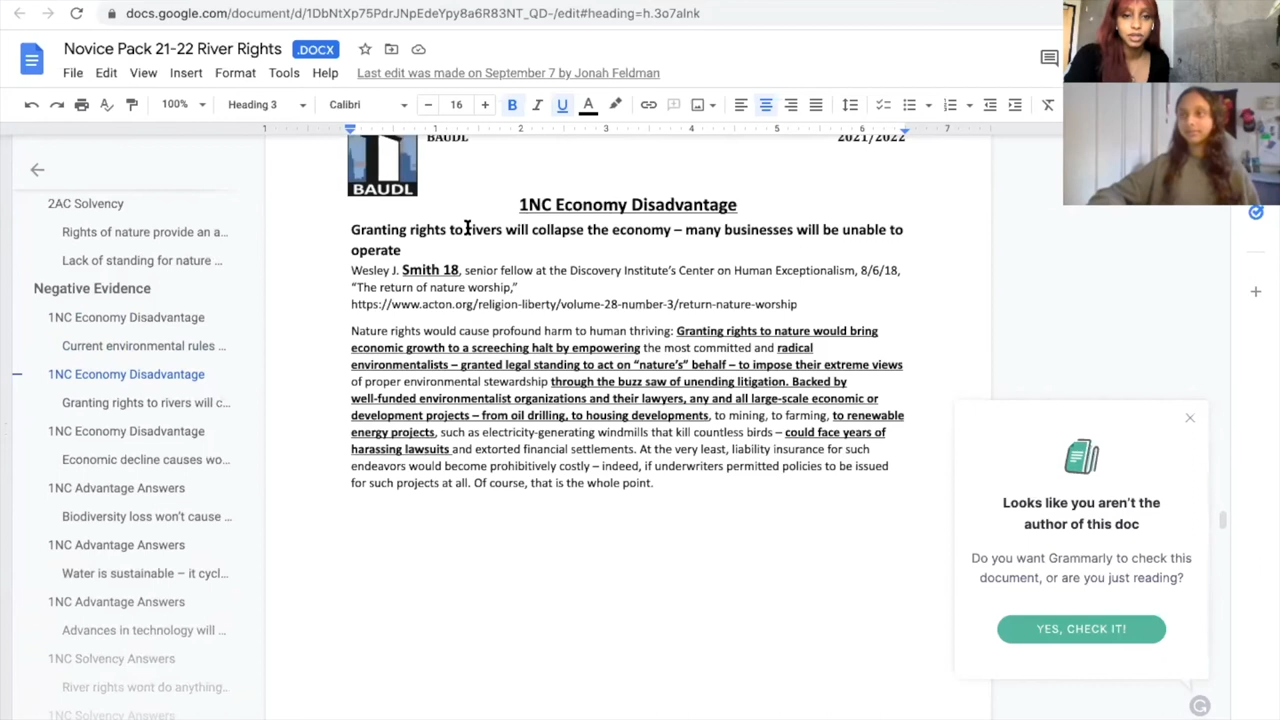 docs.google.com/document/d/1DbNtXp75PdrJNpEdeYpy8a6R83NT_QD-/edit#heading=h.3o7alnk
Novice Pack 21-22 River Rights .DOCX
File Edit View Insert Format Tools Help Last edit was made on September 7 by Jonah Feldman
100% Heading 3 Calibri − 16 + B I U A
1 1 2 3 4 5 6 7
BAUDL 2021/2022
BAUDL
2AC Solvency
Rights of nature provide an a...
Lack of standing for nature ...
Negative Evidence
1NC Economy Disadvantage
Current environmental rules ...
1NC Economy Disadvantage
Granting rights to rivers will c...
1NC Economy Disadvantage
Economic decline causes wo...
1NC Advantage Answers
Biodiversity loss won't cause ...
1NC Advantage Answers
Water is sustainable – it cycl...
1NC Advantage Answers
Advances in technology will ...
1NC Solvency Answers
River rights wont do anything...
1NC Solvency Answers
1NC Economy Disadvantage
Granting rights to rivers will collapse the economy – many businesses will be unable to
operate
Wesley J. Smith 18, senior fellow at the Discovery Institute's Center on Human Exceptionalism, 8/6/18,
“The return of nature worship,”
https://www.acton.org/religion-liberty/volume-28-number-3/return-nature-worship
Nature rights would cause profound harm to human thriving: Granting rights to nature would bring
economic growth to a screeching halt by empowering the most committed and radical
environmentalists – granted legal standing to act on “nature's” behalf – to impose their extreme views
of proper environmental stewardship through the buzz saw of unending litigation. Backed by
well-funded environmentalist organizations and their lawyers, any and all large-scale economic or
development projects – from oil drilling, to housing developments, to mining, to farming, to renewable
energy projects, such as electricity-generating windmills that kill countless birds – could face years of
harassing lawsuits and extorted financial settlements. At the very least, liability insurance for such
endeavors would become prohibitively costly – indeed, if underwriters permitted policies to be issued
for such projects at all. Of course, that is the whole point.
Looks like you aren't the
author of this doc
Do you want Grammarly to check this
document, or are you just reading?
YES, CHECK IT!